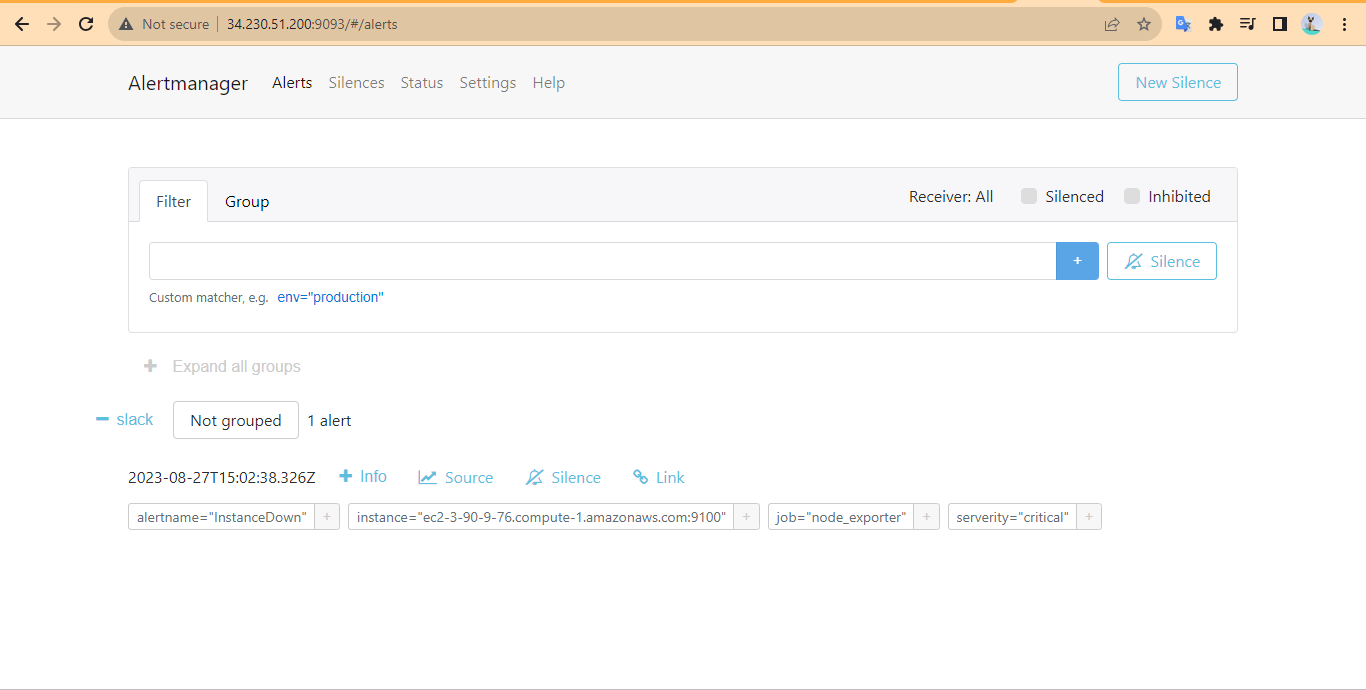 Not secure 34.230.51.200:9093/#/alerts
Alertmanager Alerts Silences Status Settings Help New Silence
Filter Group Receiver: All Silenced Inhibited
+ Silence
Custom matcher, e.g. env="production"
+ Expand all groups
slack Not grouped 1 alert
2023-08-27T15:02:38.326Z + Info Source Silence Link
alertname="InstanceDown" + instance="ec2-3-90-9-76.compute-1.amazonaws.com:9100" + job="node_exporter" + serverity="critical" +